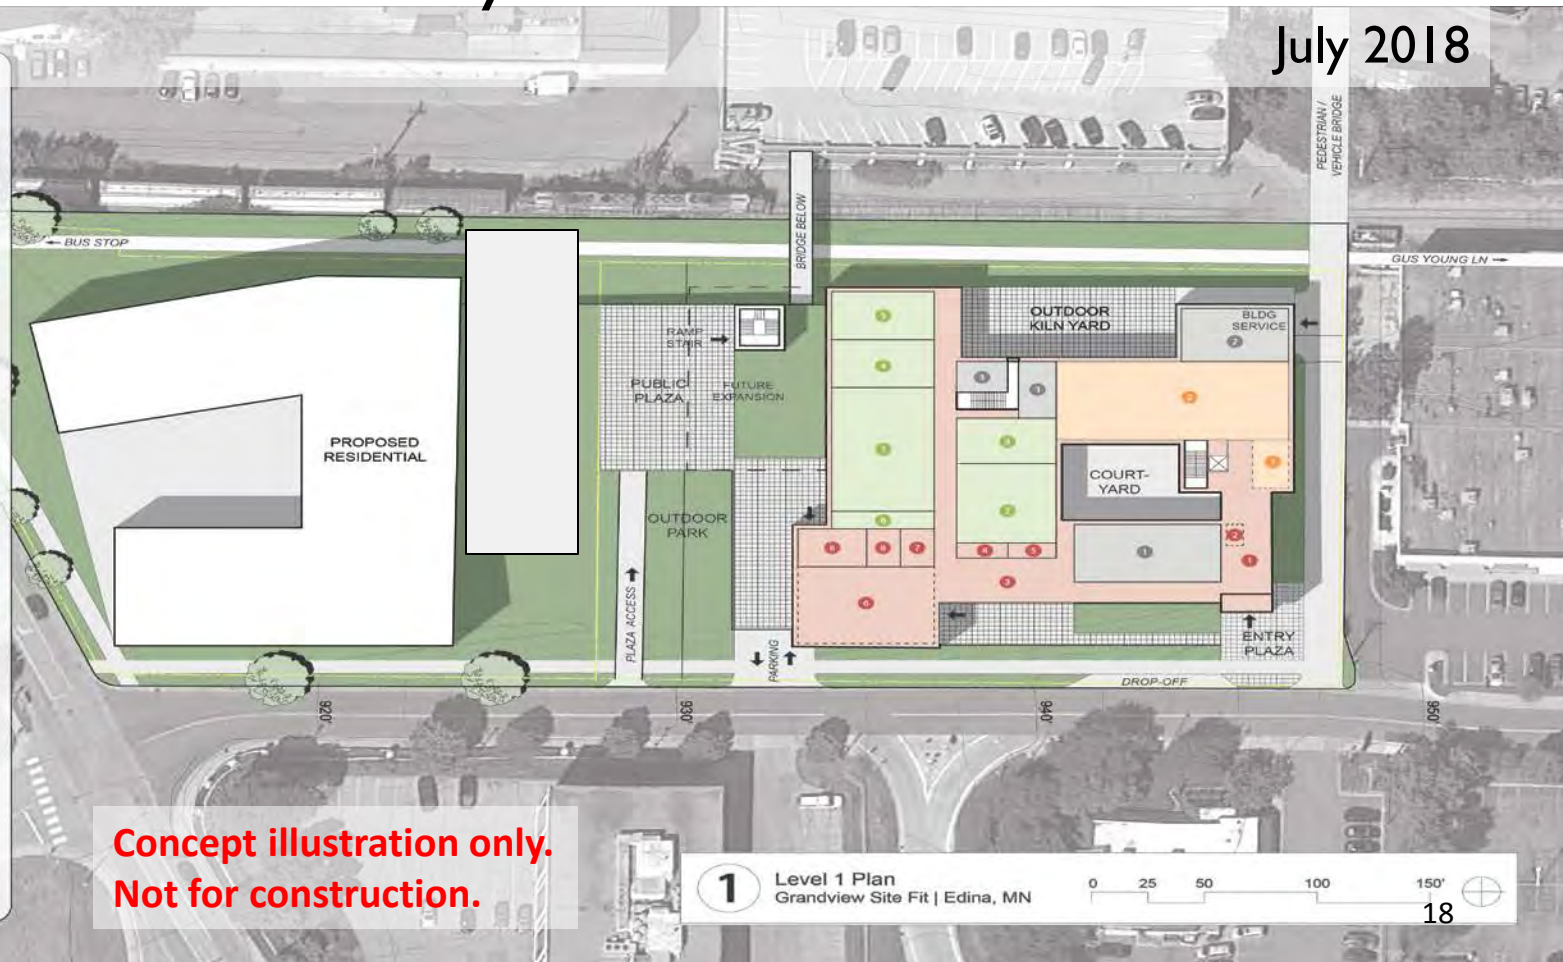 July 2018
PEDESTRIAN /
VEHICLE BRIDGE
BRIDGE BELOW
← BUS STOP
GUS YOUNG LN →
OUTDOOR
KILN YARD
BLDG
SERVICE
RAMP
STAIR
PUBLIC
PLAZA
FUTURE
EXPANSION
PROPOSED
RESIDENTIAL
COURT-
YARD
OUTDOOR
PARK
PLAZA ACCESS
PARKING
ENTRY
PLAZA
DROP-OFF
920'
930'
940'
950'
Concept illustration only.
Not for construction.
1
Level 1 Plan
Grandview Site Fit | Edina, MN
0 25 50 100 150'
18